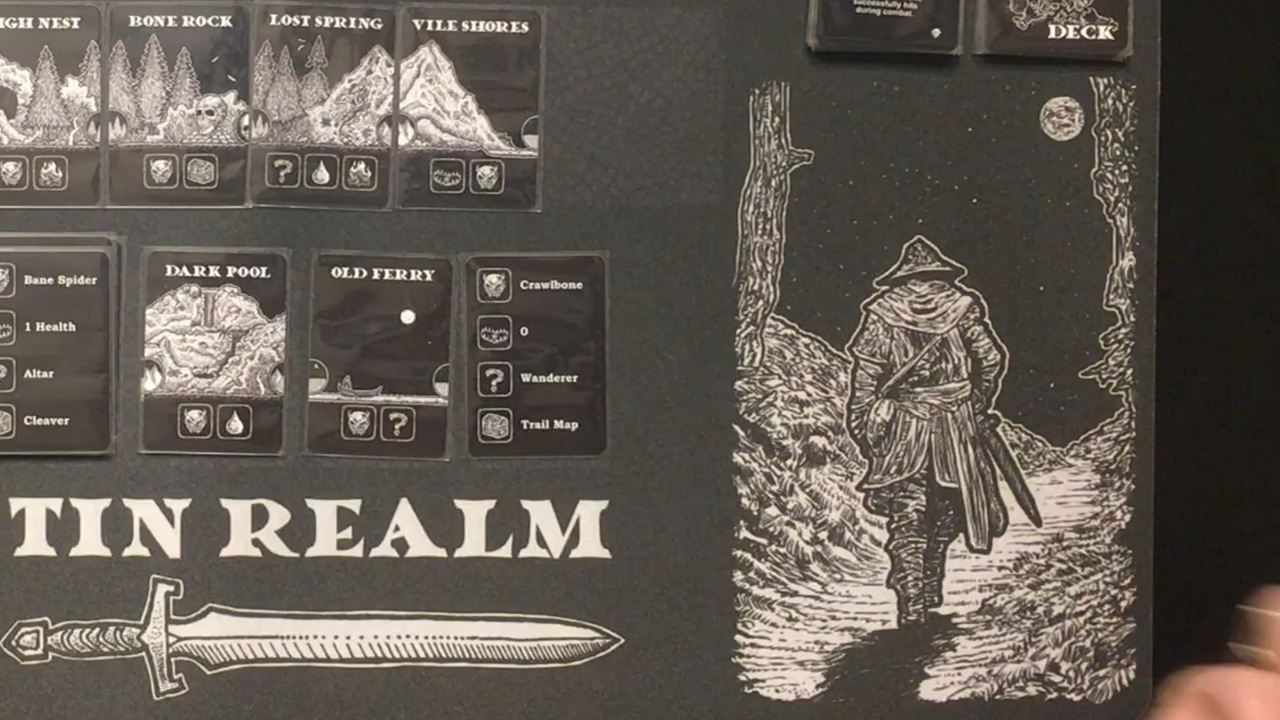 successfully hits
during combat.
DECK
IGH NEST
BONE ROCK
LOST SPRING
VILE SHORES
Bane Spider
1 Health
Altar
Cleaver
DARK POOL
OLD FERRY
Crawlbone
0
Wanderer
Trail Map
TIN REALM